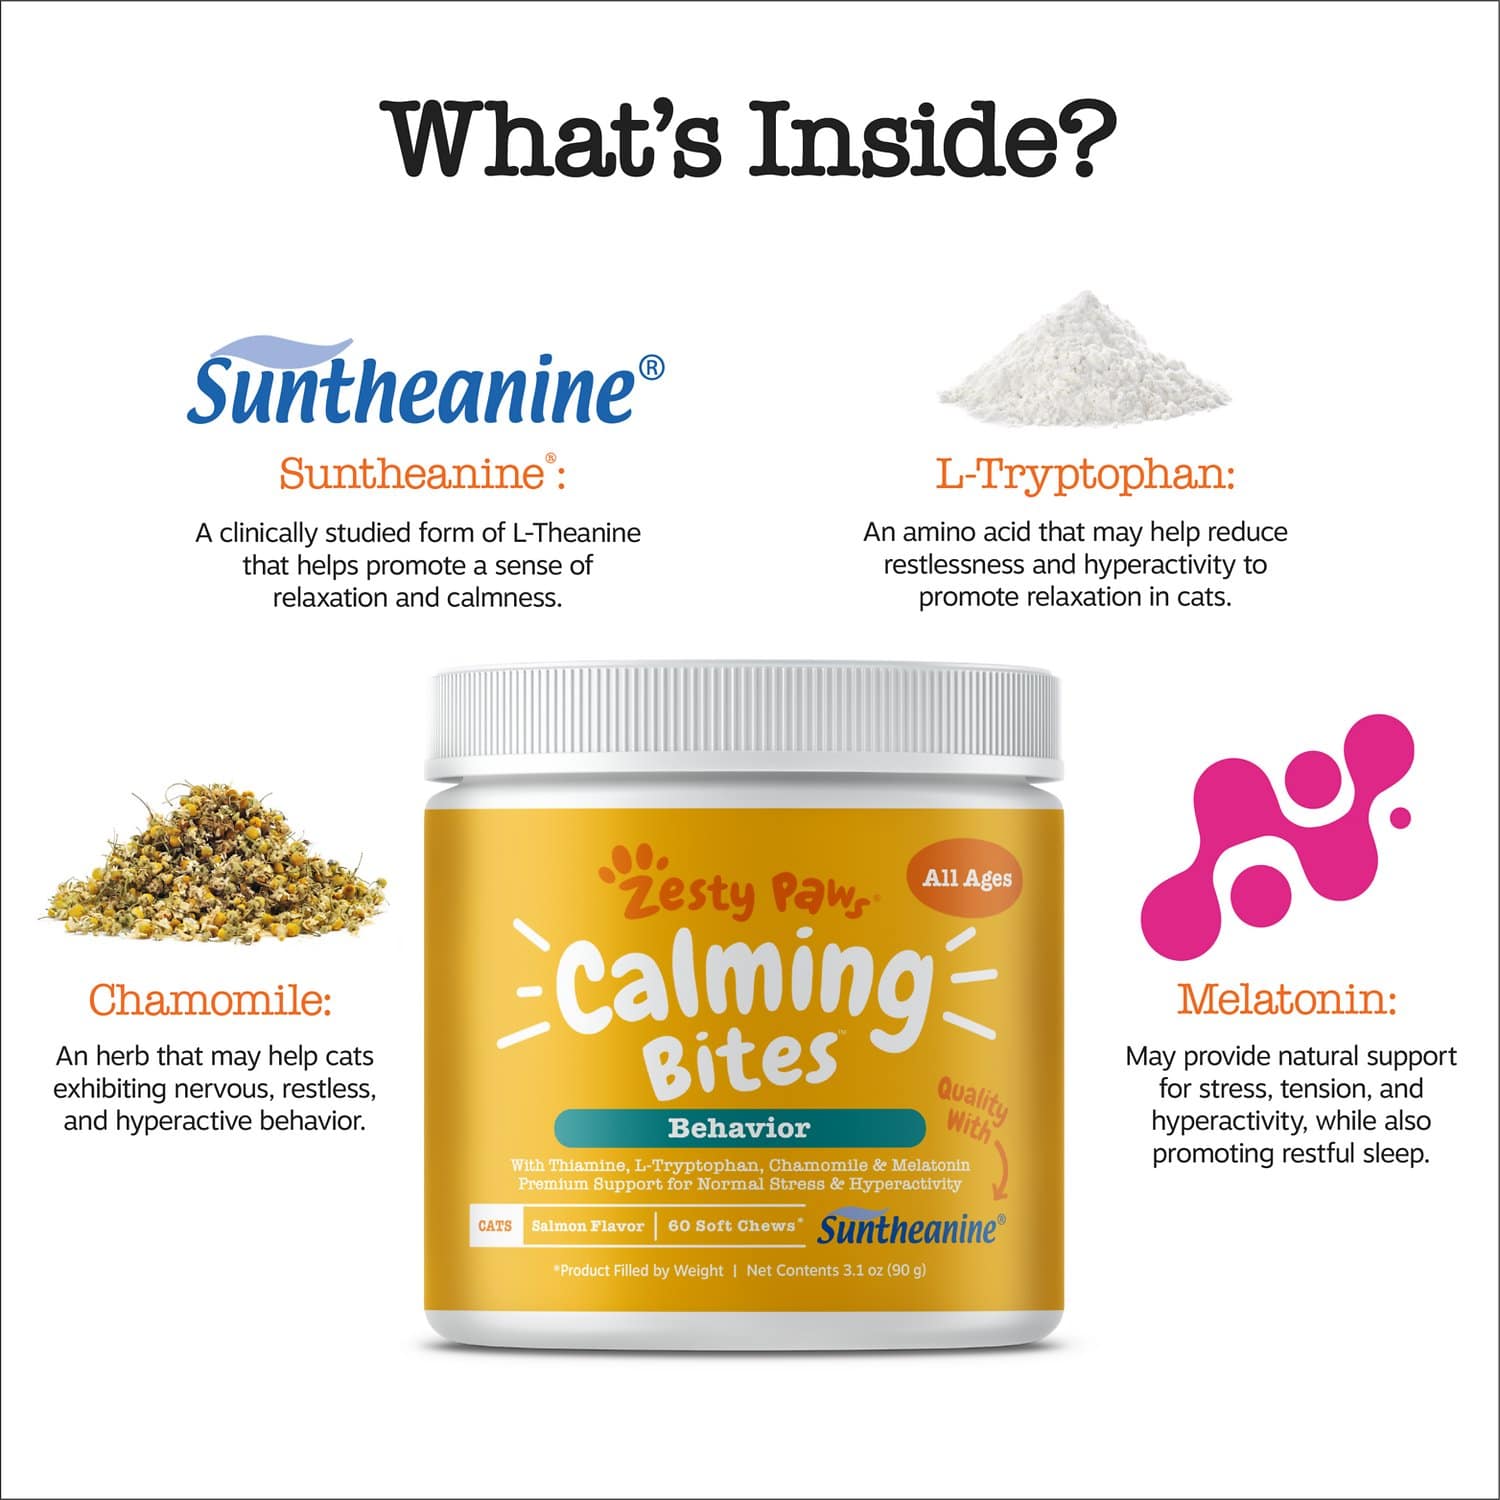 What's Inside?
Suntheanine®
Suntheanine®:
A clinically studied form of L-Theanine
that helps promote a sense of
relaxation and calmness.
L-Tryptophan:
An amino acid that may help reduce
restlessness and hyperactivity to
promote relaxation in cats.
Chamomile:
An herb that may help cats
exhibiting nervous, restless,
and hyperactive behavior.
Zesty Paws®
All Ages
Calming
Bites™
Behavior
Quality
With
With Thiamine, L-Tryptophan, Chamomile & Melatonin
Premium Support for Normal Stress & Hyperactivity
CATS Salmon Flavor | 60 Soft Chews*
Suntheanine®
*Product Filled by Weight | Net Contents 3.1 oz (90 g)
Melatonin:
May provide natural support
for stress, tension, and
hyperactivity, while also
promoting restful sleep.